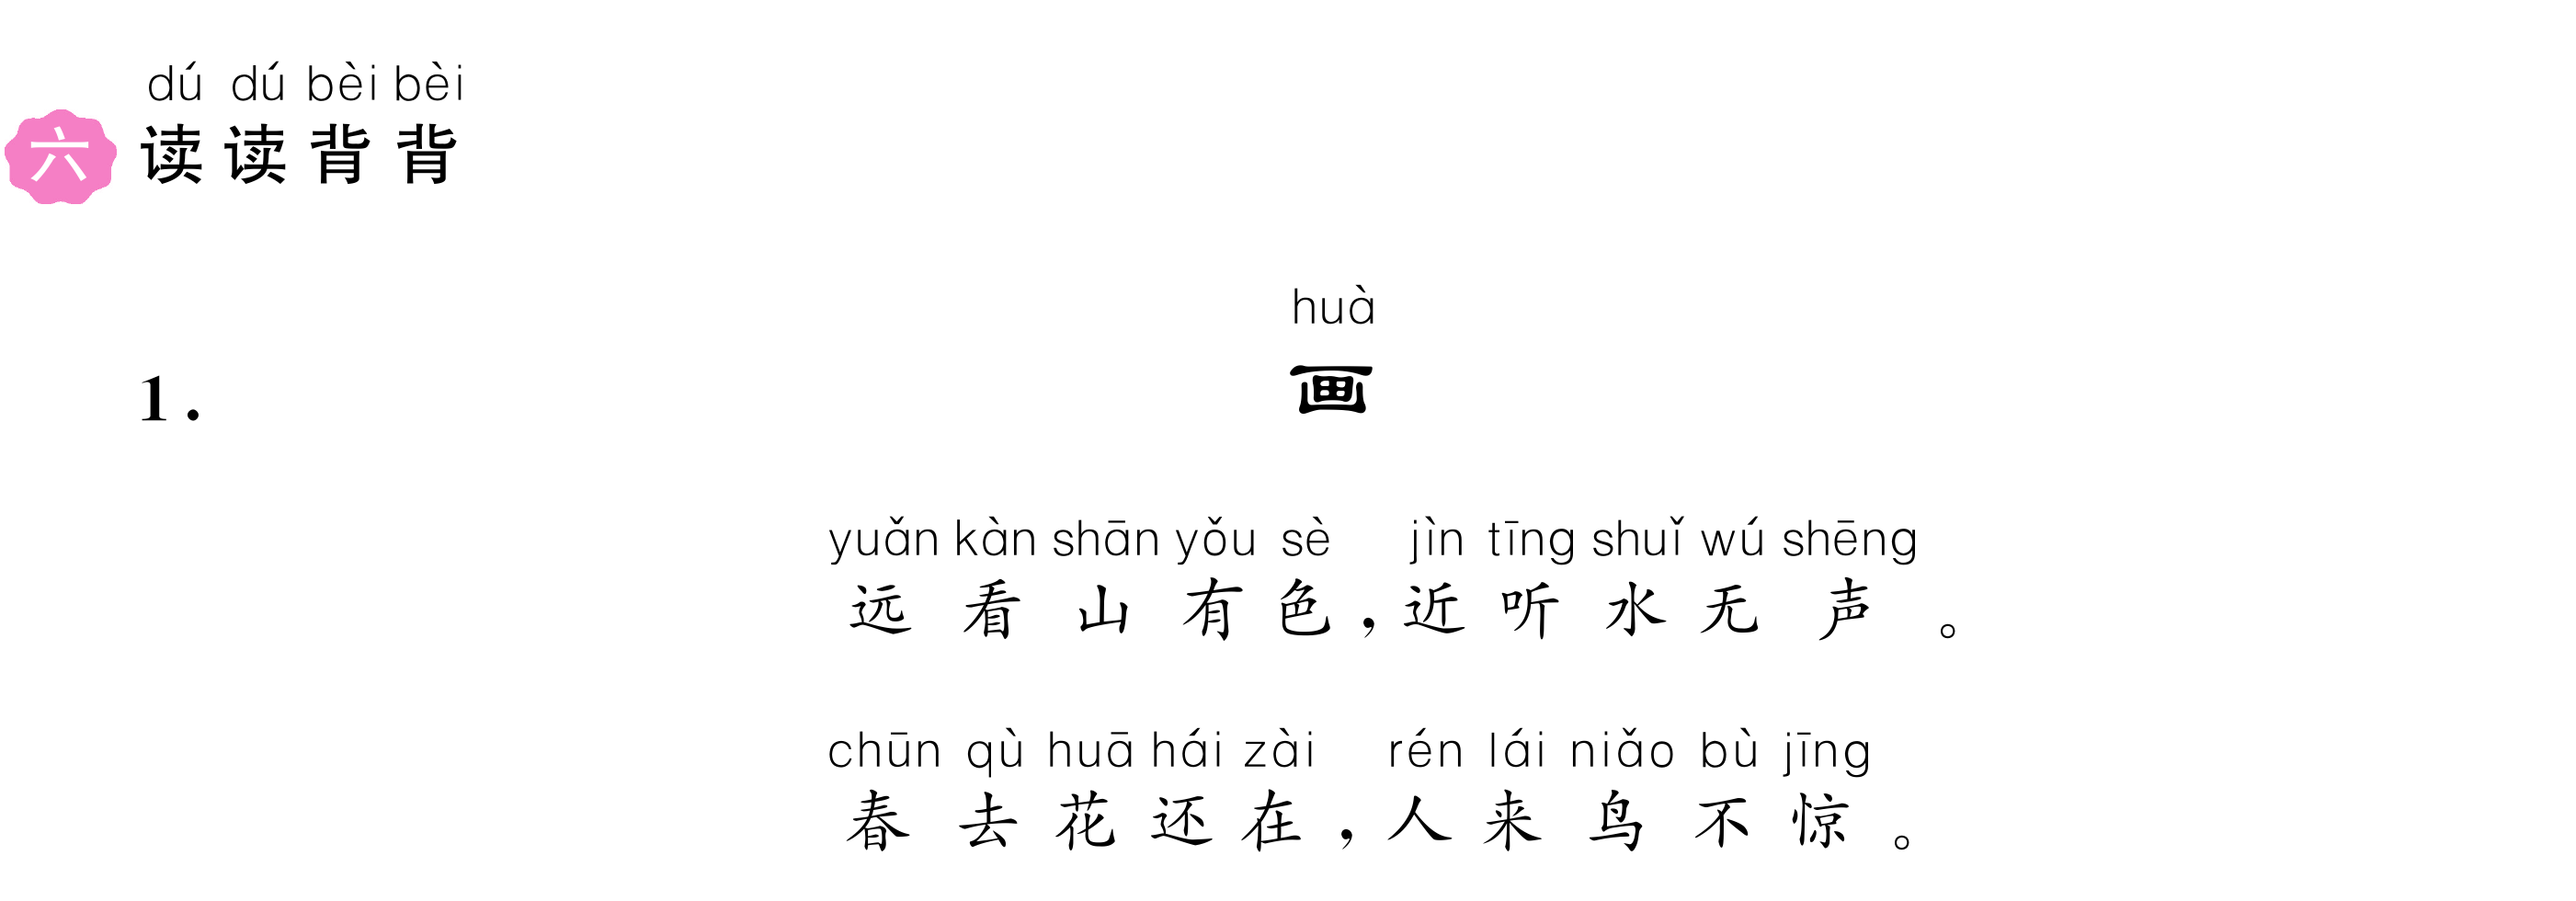 dú dú bèi bèi
六 读读背背
huà
1. 画
yuǎn kàn shān yǒu sè jìn tīng shuǐ wú shēng
远看山有色，近听水无声。
chūn qù huā hái zài rén lái niǎo bù jīng
春去花还在，人来鸟不惊。